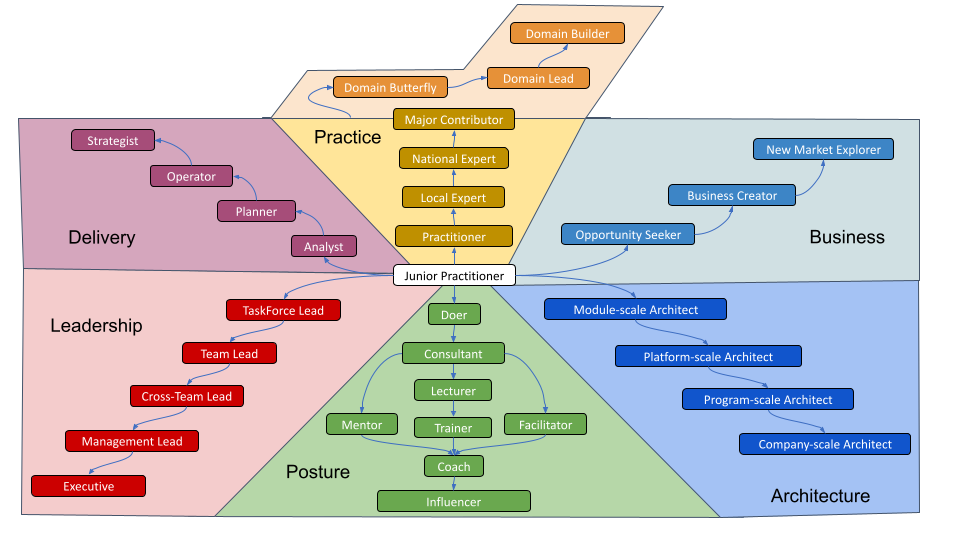 Domain Builder
Domain Lead
Domain Butterfly
Major Contributor
Practice
National Expert
Local Expert
Practitioner
Strategist
Operator
Planner
Analyst
Delivery
New Market Explorer
Business Creator
Opportunity Seeker
Business
Junior Practitioner
Leadership
TaskForce Lead
Team Lead
Cross-Team Lead
Management Lead
Executive
Doer
Consultant
Lecturer
Mentor
Trainer
Facilitator
Coach
Posture
Influencer
Module-scale Architect
Platform-scale Architect
Program-scale Architect
Company-scale Architect
Architecture